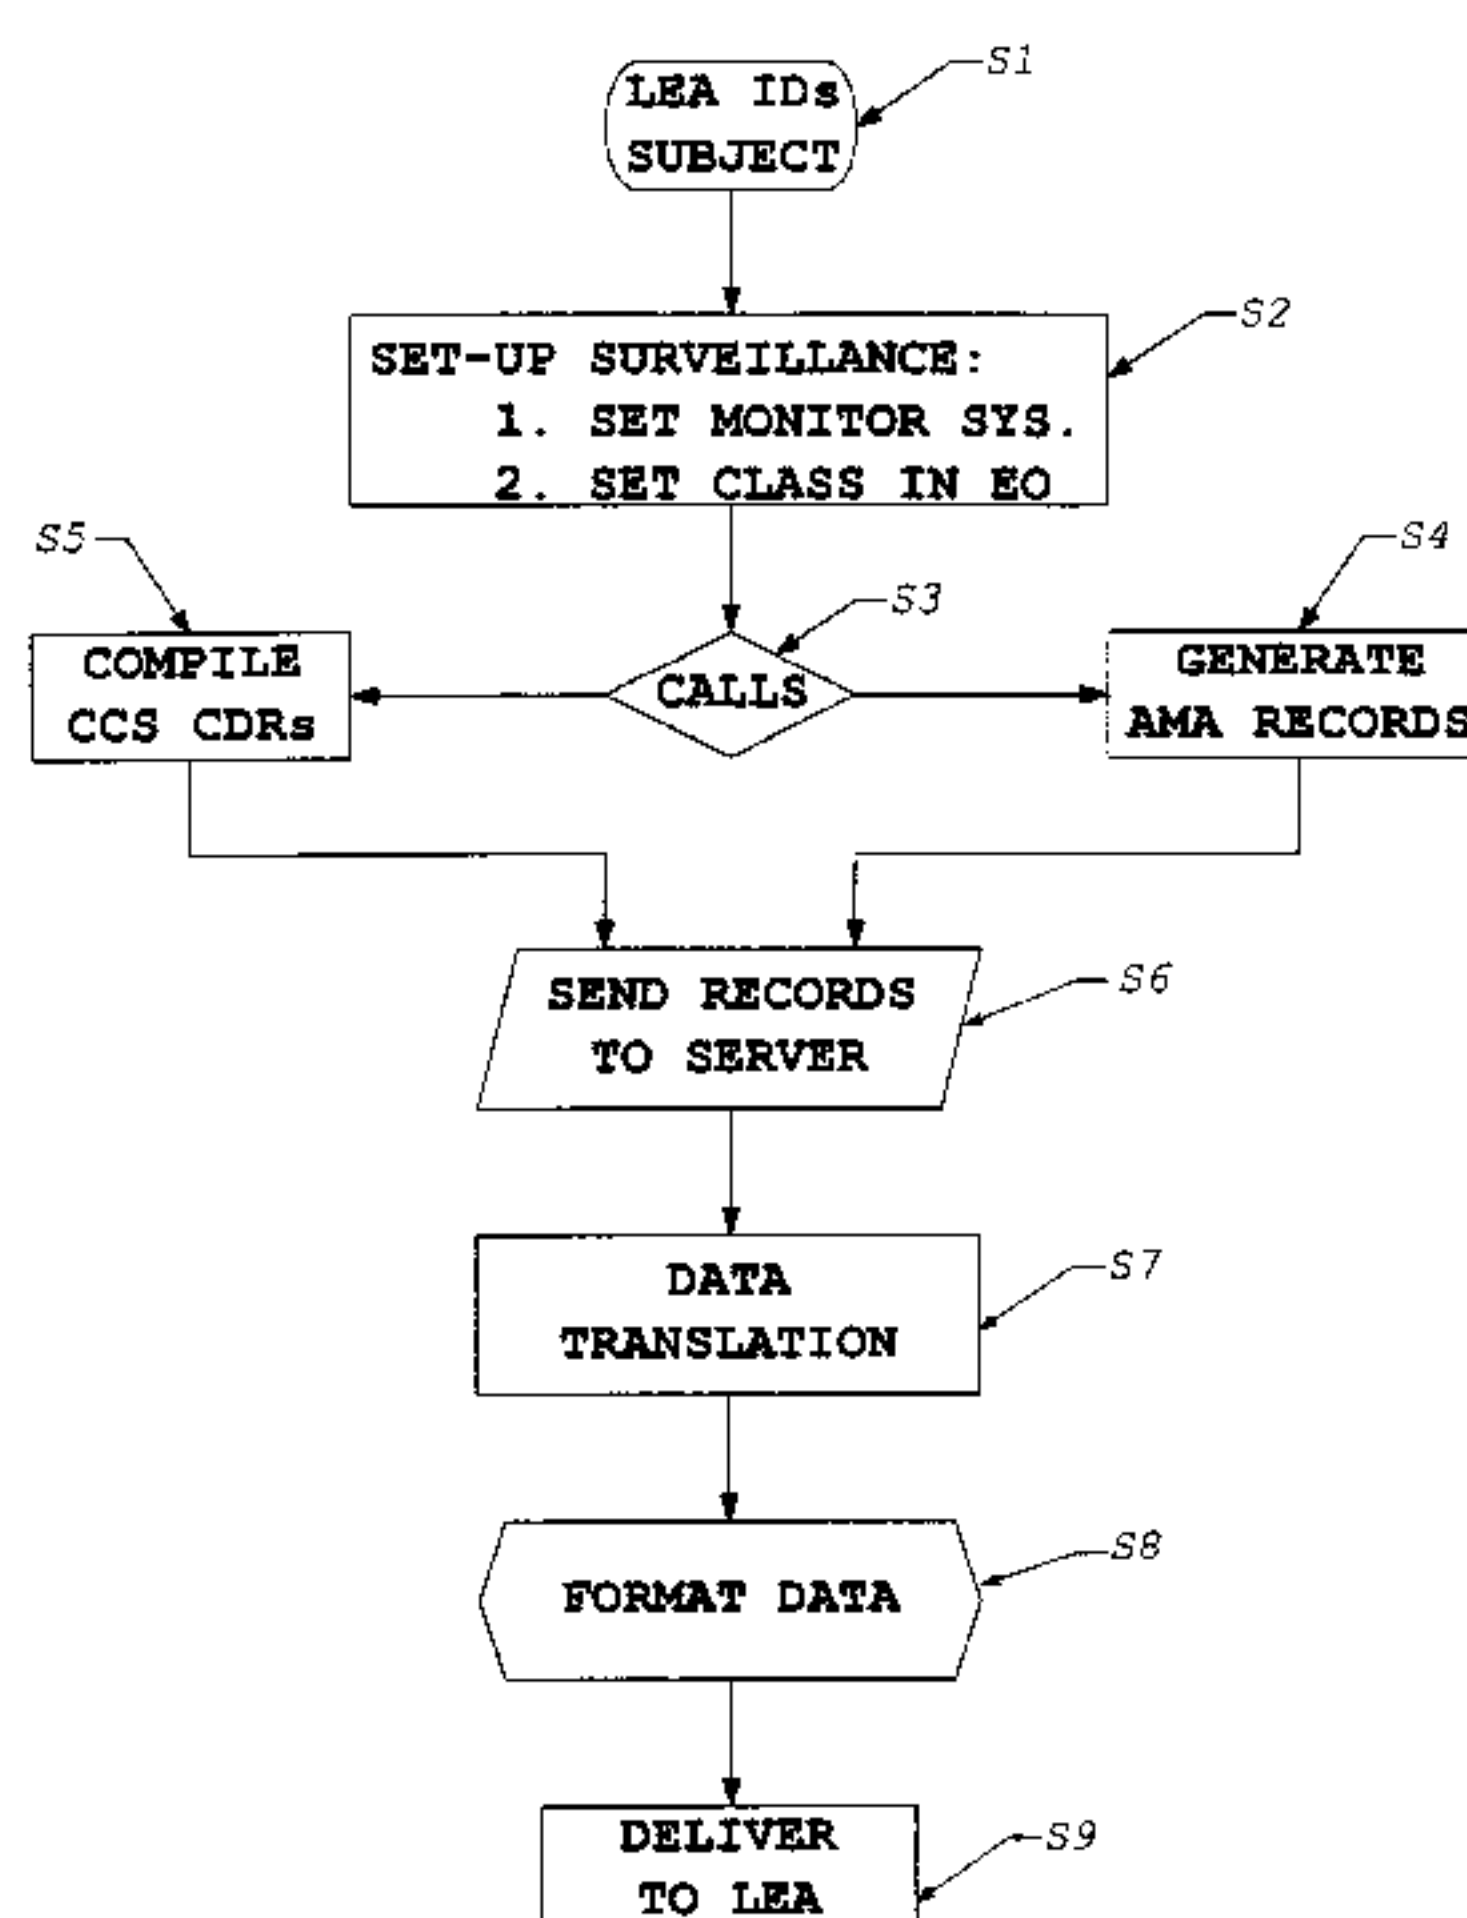 LEA IDs
SUBJECT
S1
SET-UP SURVEILLANCE:
1. SET MONITOR SYS.
2. SET CLASS IN EO
S2
S5
COMPILE
CCS CDRs
S3
CALLS
S4
GENERATE
AMA RECORDS
SEND RECORDS
TO SERVER
S6
DATA
TRANSLATION
S7
FORMAT DATA
S8
DELIVER
TO LEA
S9